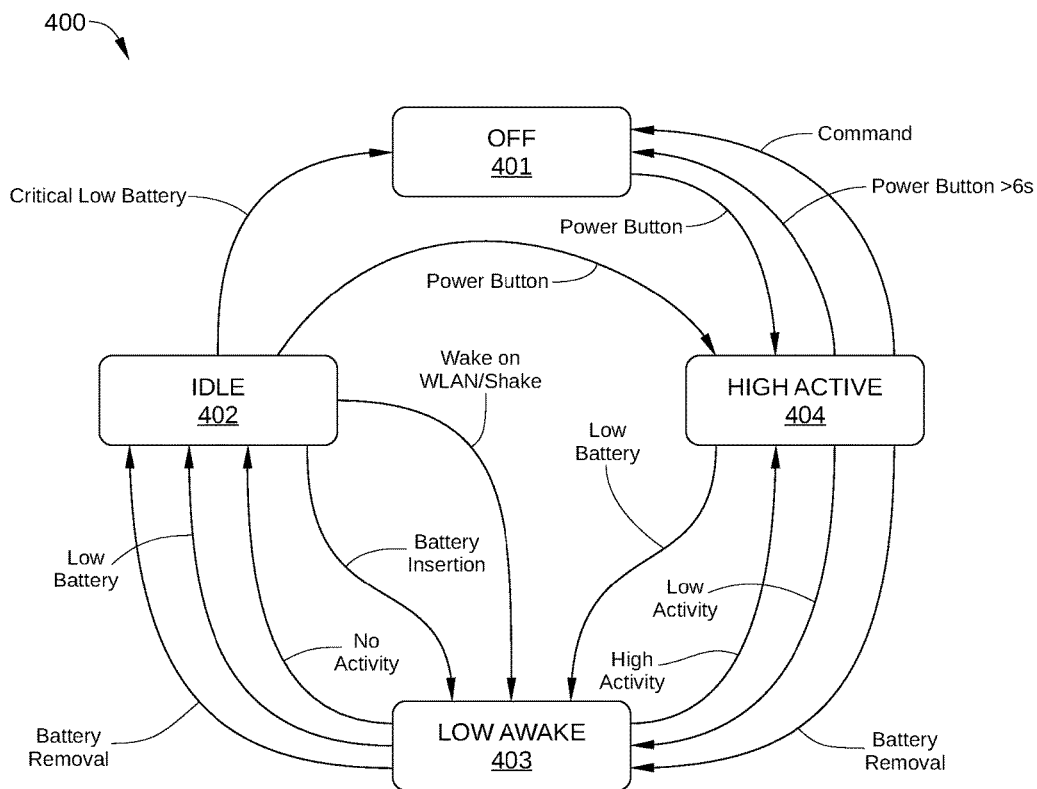 400
OFF
401
Command
Critical Low Battery
Power Button >6s
Power Button
Power Button
Wake on
WLAN/Shake
IDLE
402
HIGH ACTIVE
404
Low
Battery
Low
Battery
Battery
Insertion
Low
Activity
No
Activity
High
Activity
Battery
Removal
LOW AWAKE
403
Battery
Removal